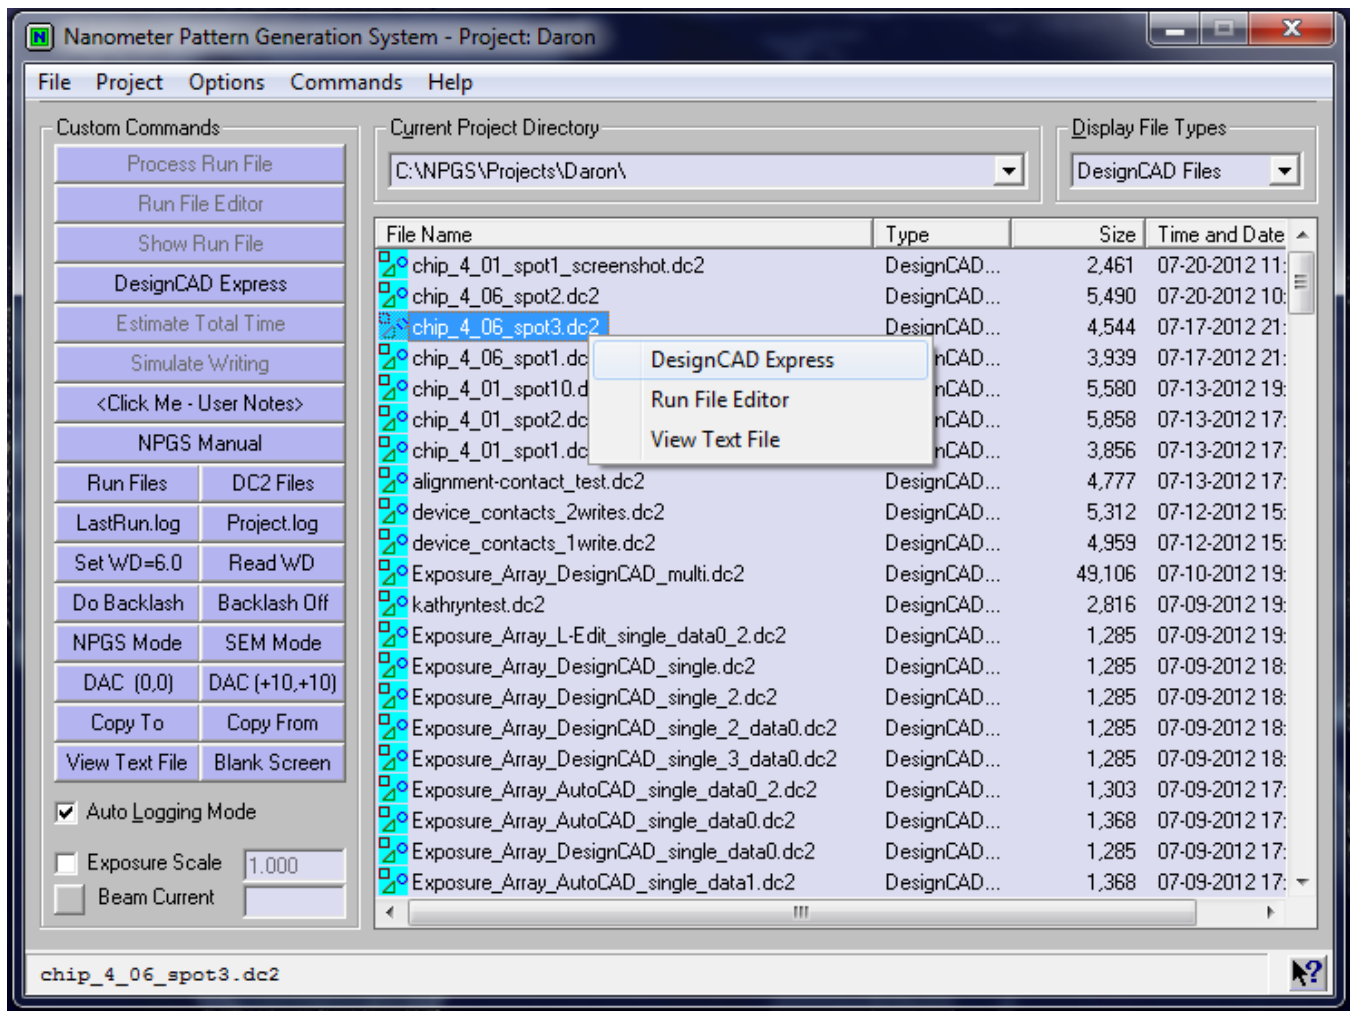 Nanometer Pattern Generation System - Project: Daron
File Project Options Commands Help
Custom Commands
Process Run File
Run File Editor
Show Run File
DesignCAD Express
Estimate Total Time
Simulate Writing
<Click Me - User Notes>
NPGS Manual
Run Files DC2 Files
LastRun.log Project.log
Set WD=6.0 Read WD
Do Backlash Backlash Off
NPGS Mode SEM Mode
DAC (0,0) DAC (+10,+10)
Copy To Copy From
View Text File Blank Screen
Auto Logging Mode
Exposure Scale 1.000
Beam Current
Current Project Directory
C:\NPGS\Projects\Daron\
Display File Types
DesignCAD Files
File Name Type Size Time and Date
chip_4_01_spot1_screenshot.dc2 DesignCAD... 2,461 07-20-2012 11:
chip_4_06_spot2.dc2 DesignCAD... 5,490 07-20-2012 10:
chip_4_06_spot3.dc2 DesignCAD... 4,544 07-17-2012 21:
chip_4_06_spot1.dc nCAD... 3,939 07-17-2012 21:
chip_4_01_spot10.d nCAD... 5,580 07-13-2012 19:
chip_4_01_spot2.dc nCAD... 5,858 07-13-2012 17:
chip_4_01_spot1.dc nCAD... 3,856 07-13-2012 17:
alignment-contact_test.dc2 DesignCAD... 4,777 07-13-2012 17:
device_contacts_2writes.dc2 DesignCAD... 5,312 07-12-2012 15:
device_contacts_1write.dc2 DesignCAD... 4,959 07-12-2012 15:
Exposure_Array_DesignCAD_multi.dc2 DesignCAD... 49,106 07-10-2012 19:
kathryntest.dc2 DesignCAD... 2,816 07-09-2012 19:
Exposure_Array_L-Edit_single_data0_2.dc2 DesignCAD... 1,285 07-09-2012 19:
Exposure_Array_DesignCAD_single.dc2 DesignCAD... 1,285 07-09-2012 18:
Exposure_Array_DesignCAD_single_2.dc2 DesignCAD... 1,285 07-09-2012 18:
Exposure_Array_DesignCAD_single_2_data0.dc2 DesignCAD... 1,285 07-09-2012 18:
Exposure_Array_DesignCAD_single_3_data0.dc2 DesignCAD... 1,285 07-09-2012 18:
Exposure_Array_AutoCAD_single_data0_2.dc2 DesignCAD... 1,303 07-09-2012 17:
Exposure_Array_AutoCAD_single_data0.dc2 DesignCAD... 1,368 07-09-2012 17:
Exposure_Array_DesignCAD_single_data0.dc2 DesignCAD... 1,285 07-09-2012 17:
Exposure_Array_AutoCAD_single_data1.dc2 DesignCAD... 1,368 07-09-2012 17:
DesignCAD Express
Run File Editor
View Text File
chip_4_06_spot3.dc2